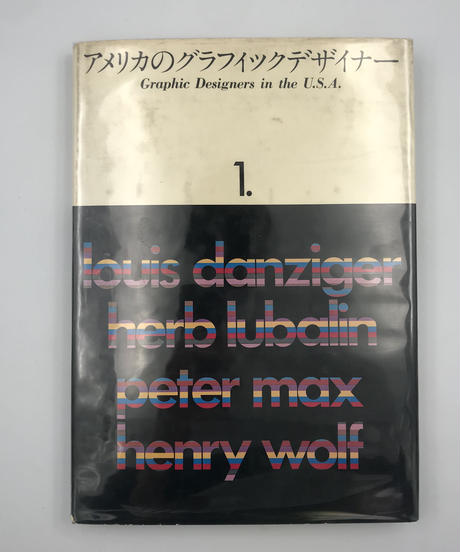 アメリカのグラフィックデザイナー
Graphic Designers in the U.S.A.
1.
louis danziger
herb lubalin
peter max
henry wolf